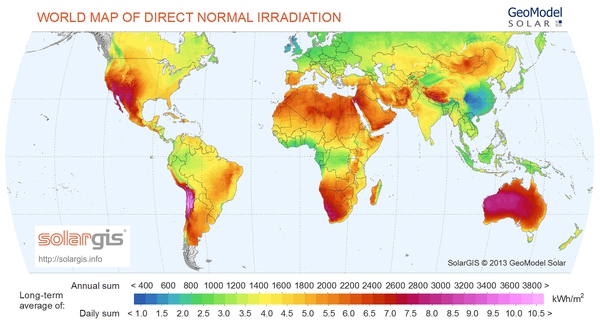 WORLD MAP OF DIRECT NORMAL IRRADIATION
GeoModel
SOLAR
solargis
http://solargis.info
SolarGIS © 2013 GeoModel Solar
Annual sum < 400 600 800 1000 1200 1400 1600 1800 2000 2200 2400 2600 2800 3000 3200 3400 3600 3800 >
Long-term
average of:
kWh/m²
Daily sum < 1.0 1.5 2.0 2.5 3.0 3.5 4.0 4.5 5.0 5.5 6.0 6.5 7.0 7.5 8.0 8.5 9.0 9.5 10.0 10.5 >